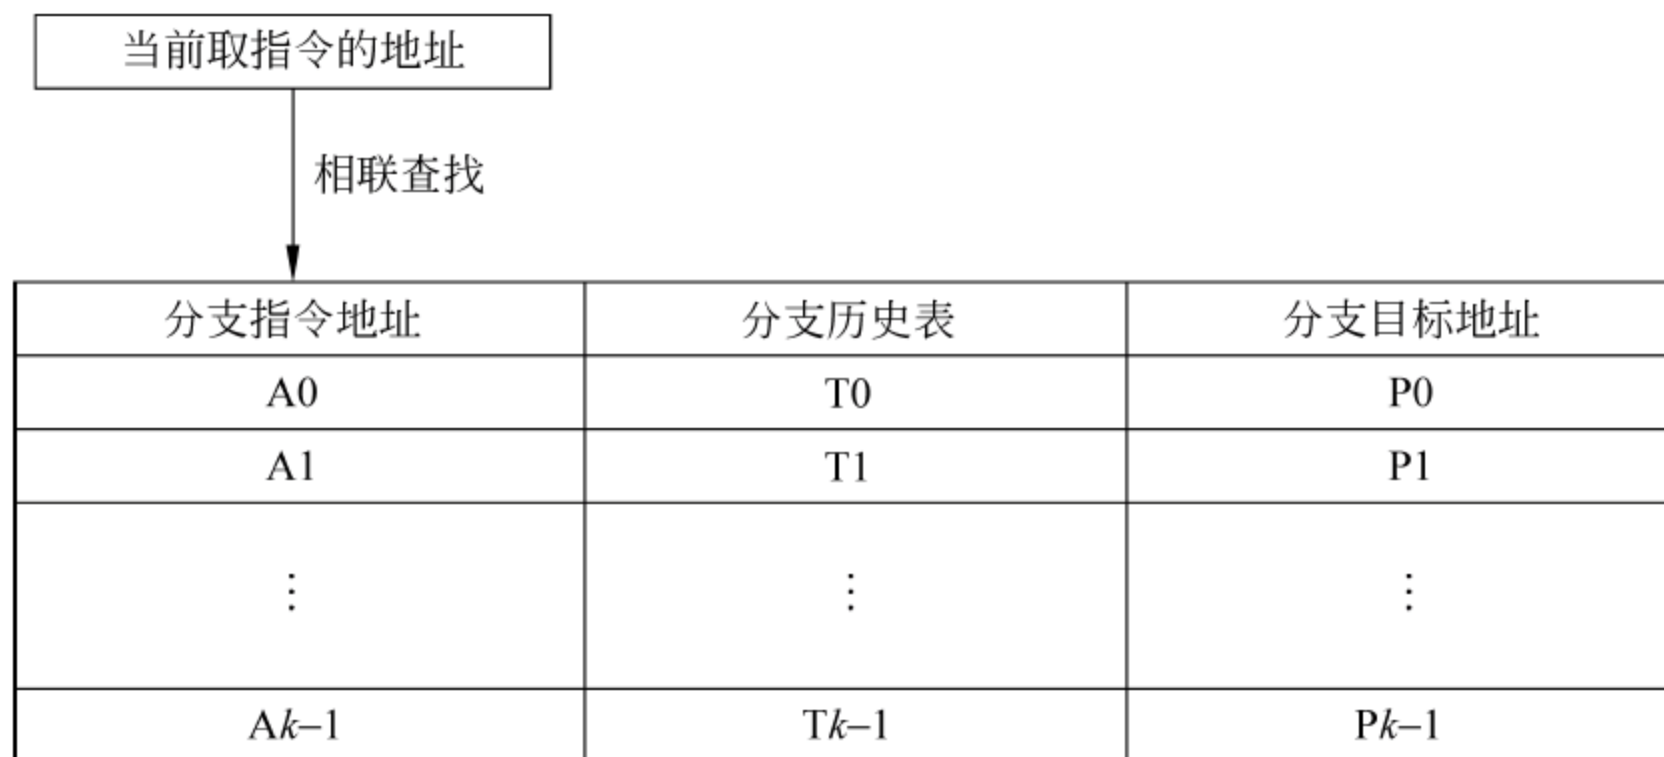 当前取指令的地址
相联查找
分支指令地址 分支历史表 分支目标地址
A0 T0 P0
A1 T1 P1
⋮ ⋮ ⋮
Ak–1 Tk–1 Pk–1